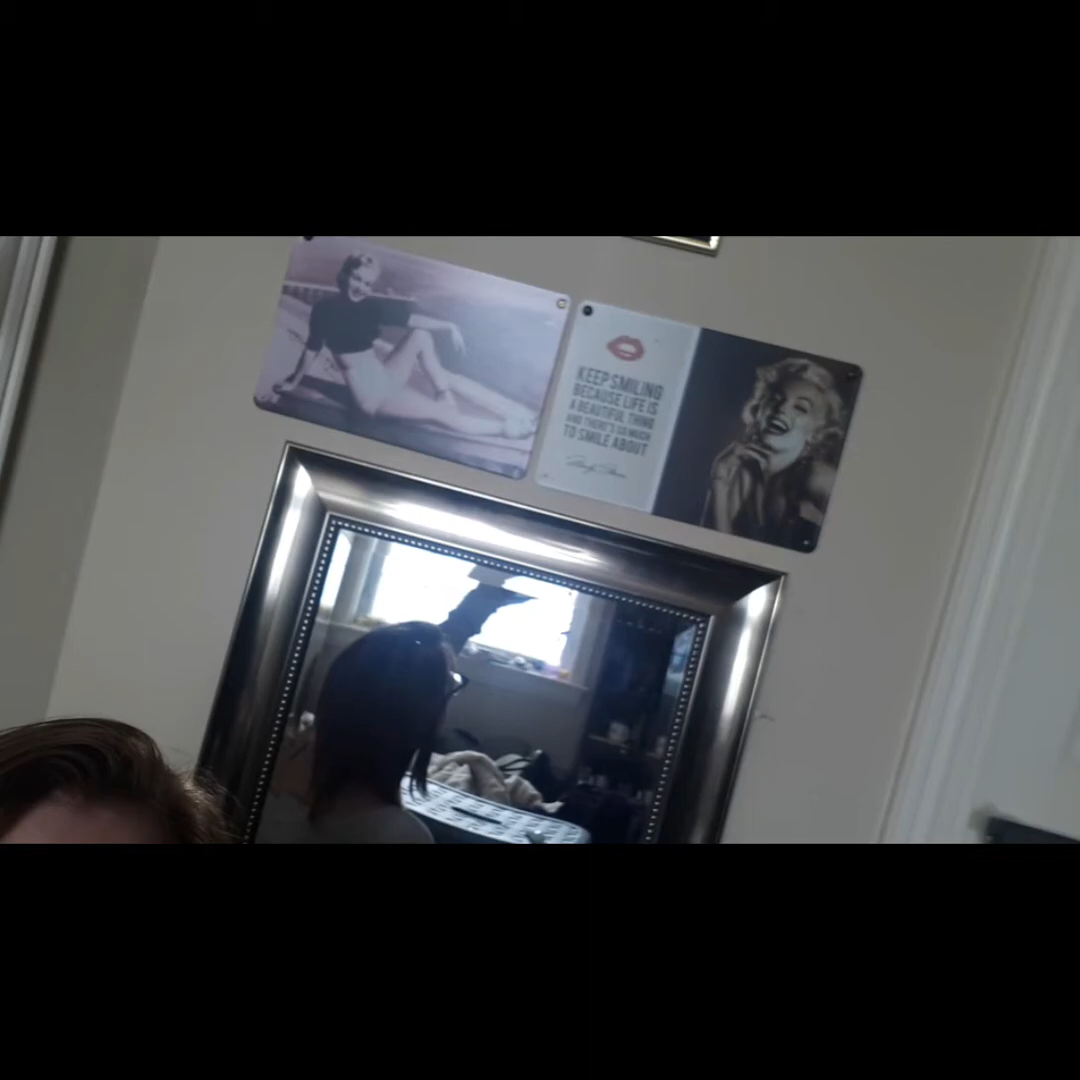 KEEP SMILING
BECAUSE LIFE IS
A BEAUTIFUL THING
AND THERE'S SO MUCH
TO SMILE ABOUT